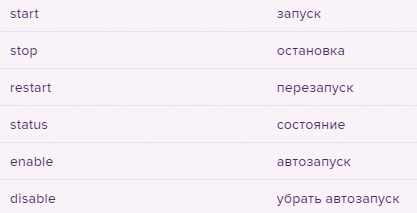 start запуск
stop остановка
restart перезапуск
status состояние
enable автозапуск
disable убрать автозапуск